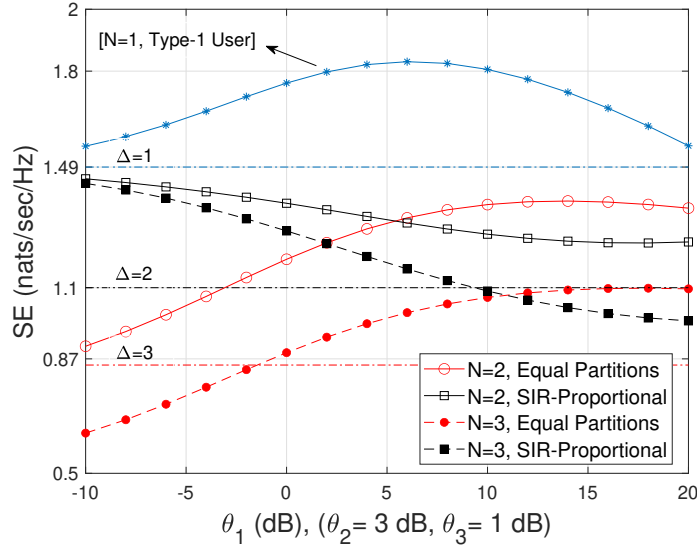 2
[N=1, Type-1 User]
1.8
Δ=1
1.49
Δ=2
1.1
Δ=3
0.87
N=2, Equal Partitions
N=2, SIR-Proportional
N=3, Equal Partitions
N=3, SIR-Proportional
0.5
-10 -5 0 5 10 15 20
θ1 (dB), (θ2= 3 dB, θ3= 1 dB)
SE (nats/sec/Hz)